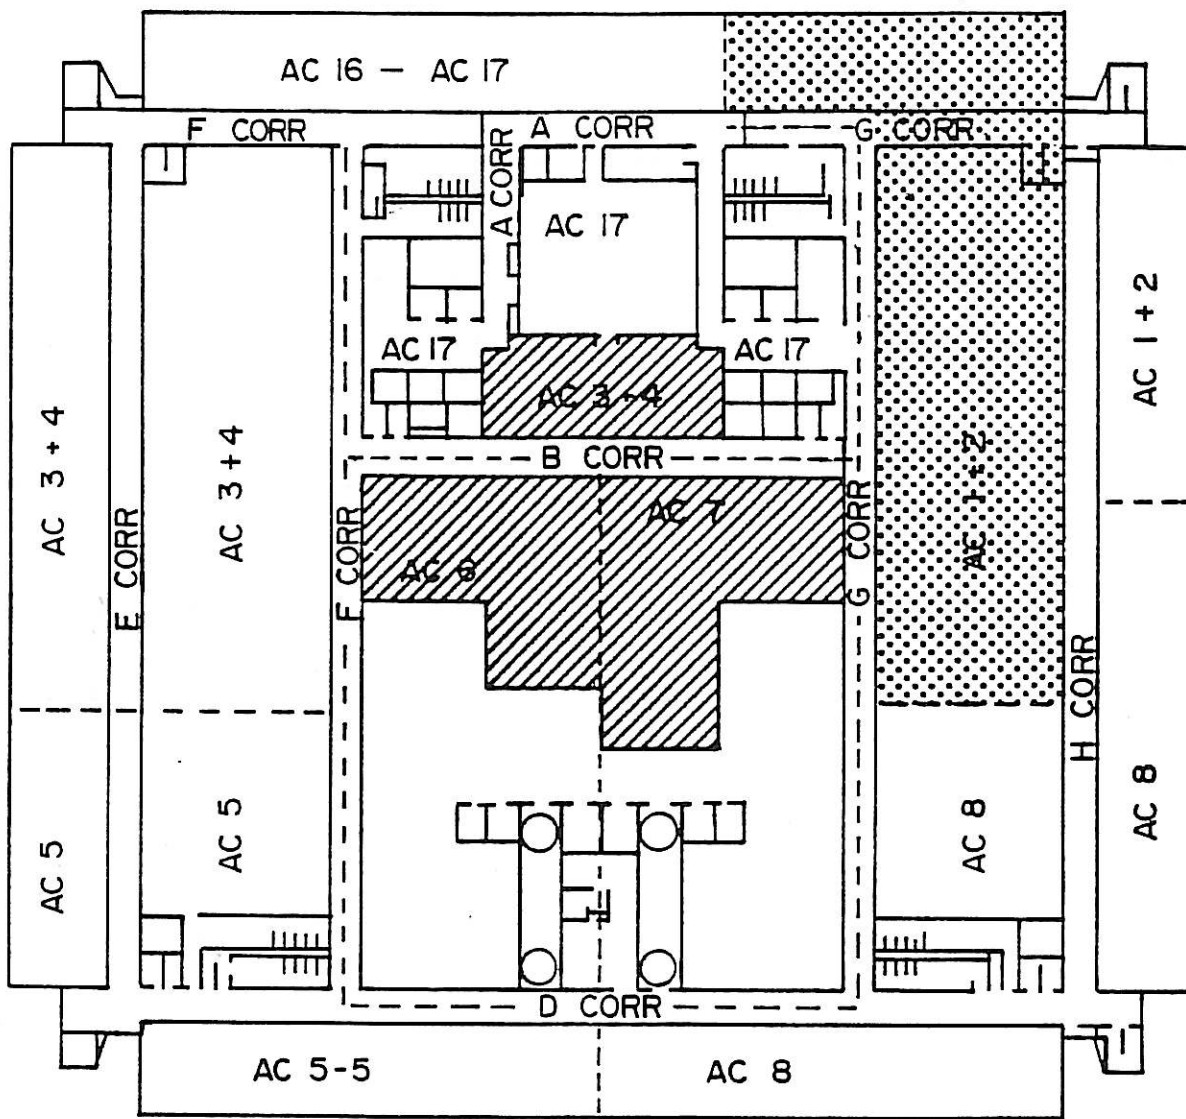 AC 16 – AC 17
F CORR
A CORR
G CORR
A CORR
AC 17
AC 17
AC 17
AC 3+4
AC 3+4
AC 3-4
AC 1+2
AC 1+2
B CORR
E CORR
F CORR
AC 6
AC 7
G CORR
H CORR
AC 5
AC 5
AC 8
AC 8
D CORR
AC 5-5
AC 8